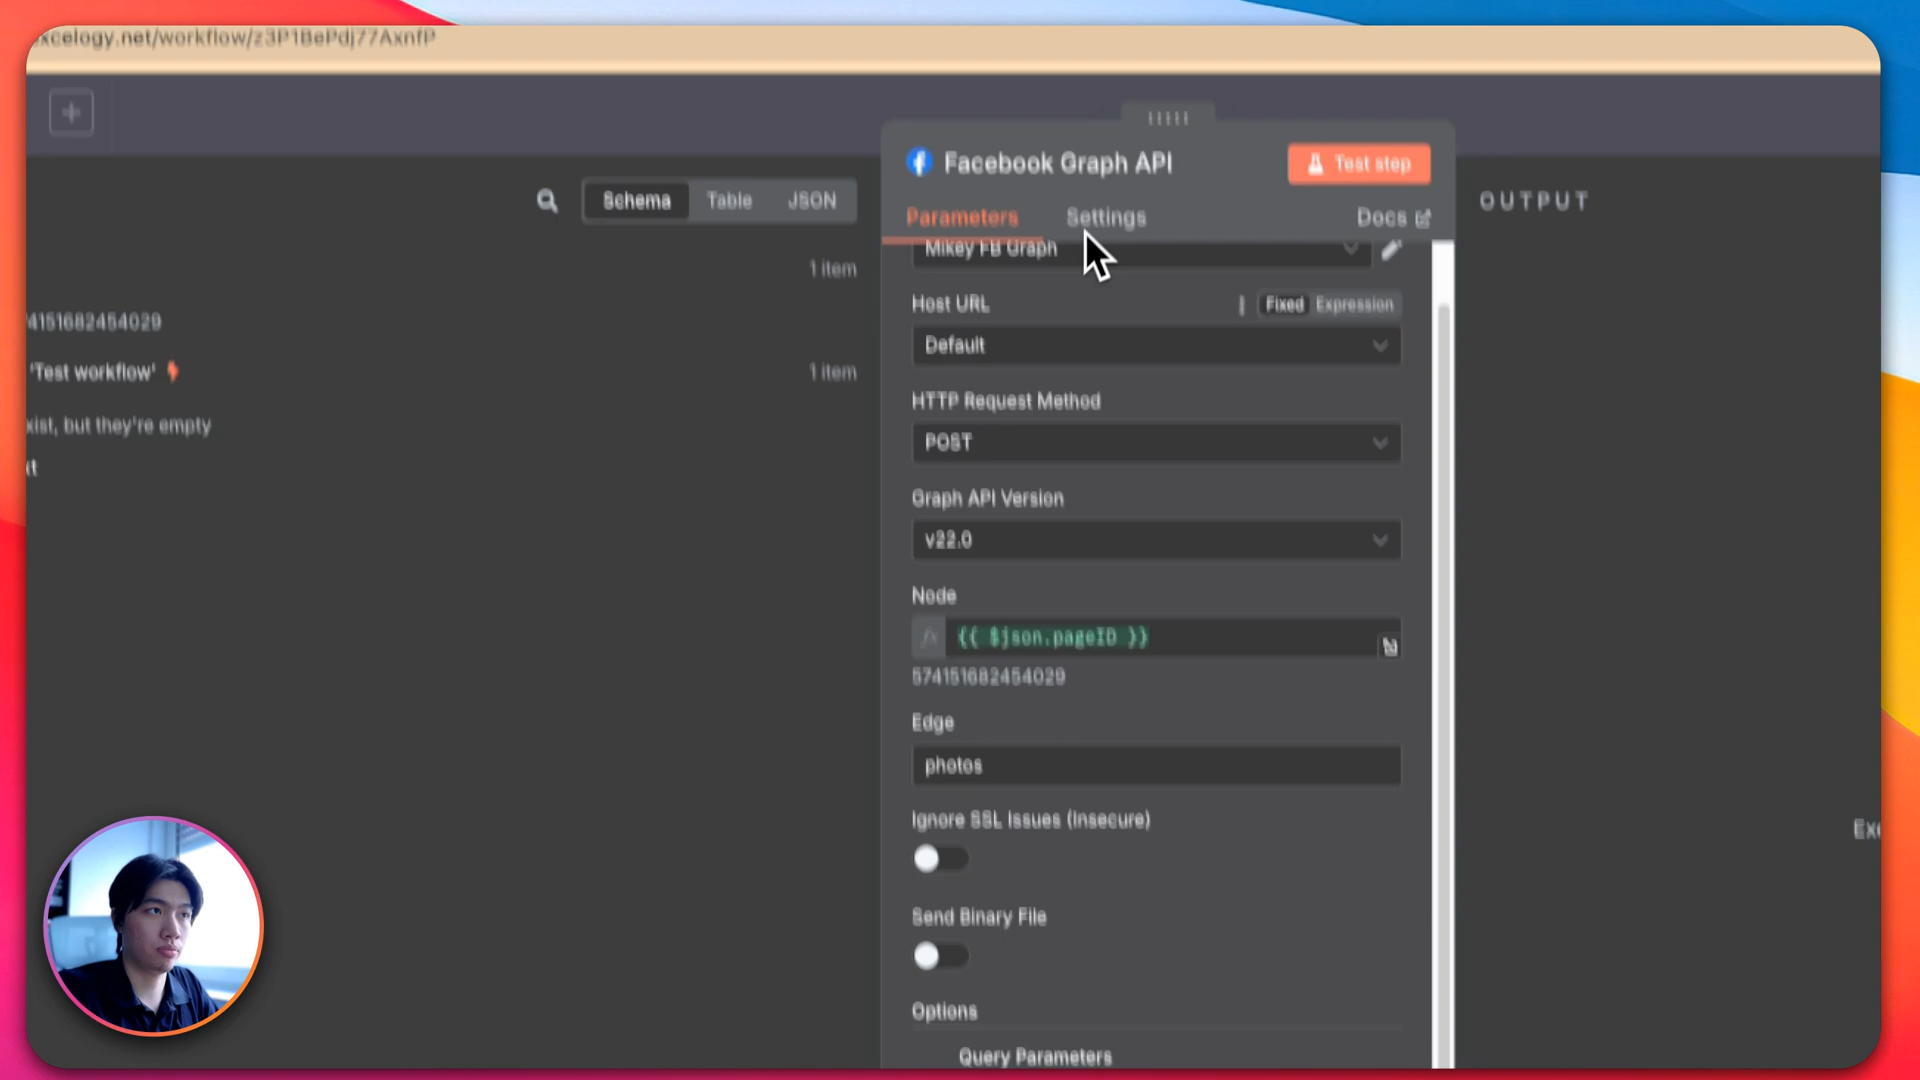 xcelogy.net/workflow/z3P1BePdj77AxnfP
Facebook Graph API
Test step
Schema
Table
JSON
OUTPUT
Parameters
Settings
Docs
Mikey FB Graph
1 item
Host URL
Fixed
Expression
41516824540​29
Default
'Test workflow'
1 item
HTTP Request Method
xist, but they're empty
POST
xt
Graph API Version
v22.0
Node
fx
{{ $json.pageID }}
574151682454029
Edge
photos
Ignore SSL Issues (Insecure)
Exe
Send Binary File
Options
Query Parameters